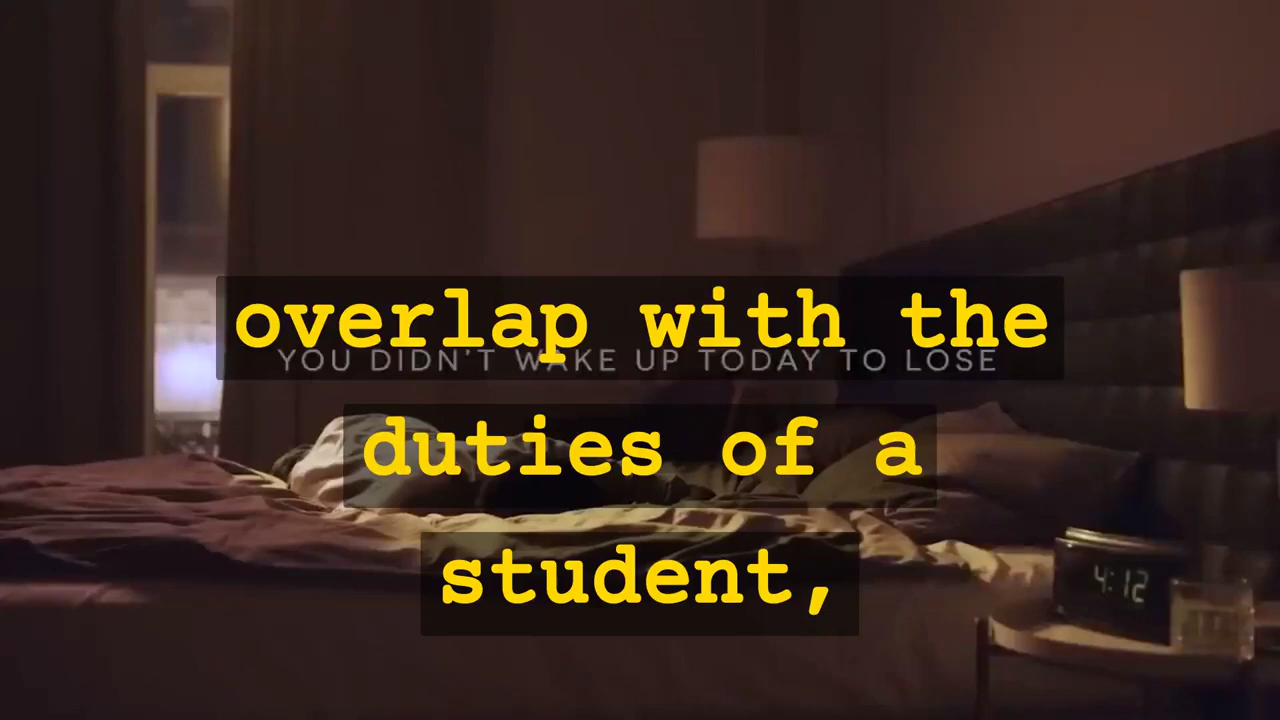 overlap with the
YOU DIDN'T WAKE UP TODAY TO LOSE
duties of a
student,
4:12